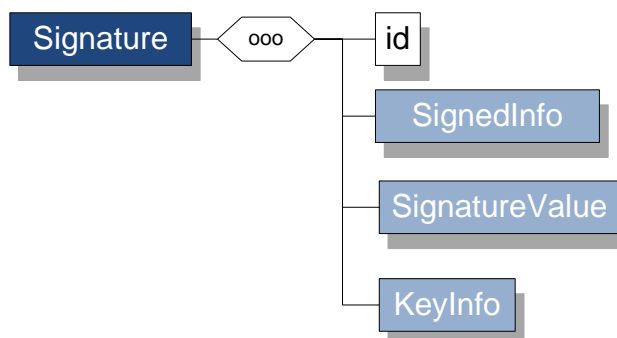 Signature
ooo
id
SignedInfo
SignatureValue
KeyInfo